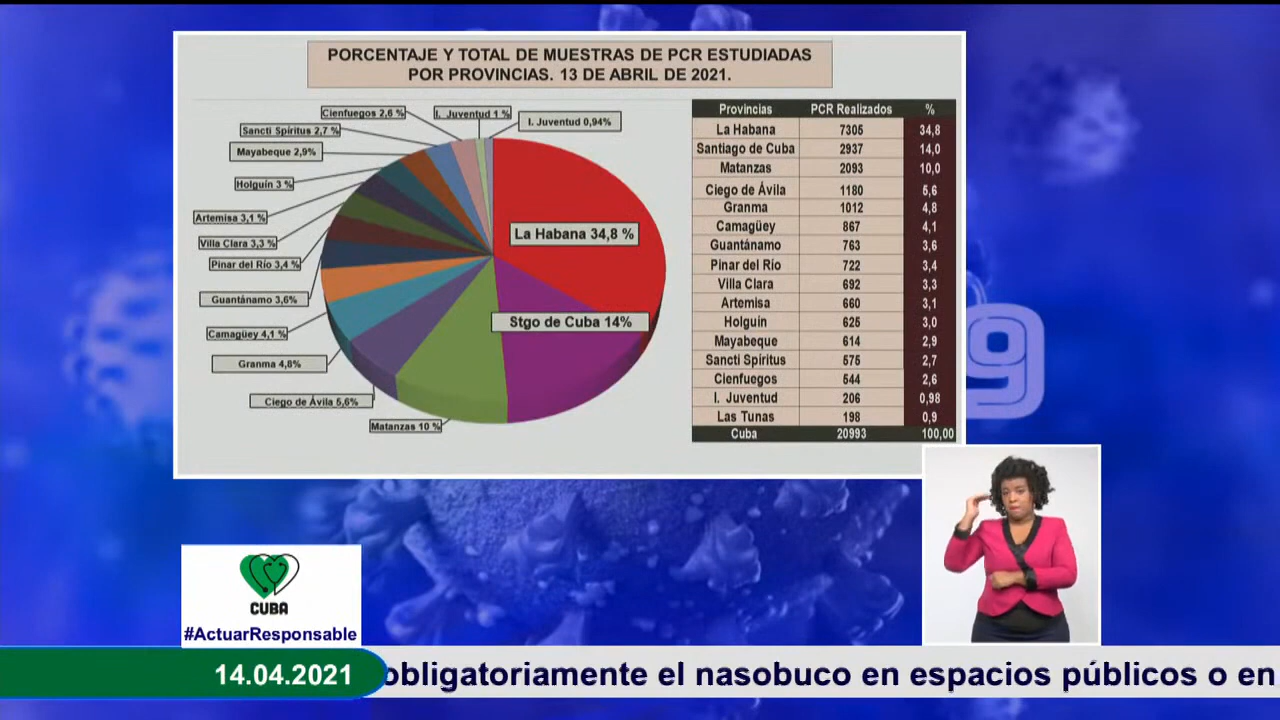 PORCENTAJE Y TOTAL DE MUESTRAS DE PCR ESTUDIADAS
POR PROVINCIAS. 13 DE ABRIL DE 2021.
Cienfuegos 2,6 %
I. Juventud 1 %
I. Juventud 0,94%
Sancti Spíritus 2,7 %
Mayabeque 2,9%
Holguín 3 %
Artemisa 3,1 %
Villa Clara 3,3 %
Pinar del Río 3,4 %
Guantánamo 3,6%
Camagüey 4,1 %
Granma 4,8%
Ciego de Ávila 5,6%
Matanzas 10 %
La Habana 34,8 %
Stgo de Cuba 14%
Provincias PCR Realizados %
La Habana 7305 34,8
Santiago de Cuba 2937 14,0
Matanzas 2093 10,0
Ciego de Ávila 1180 5,6
Granma 1012 4,8
Camagüey 867 4,1
Guantánamo 763 3,6
Pinar del Río 722 3,4
Villa Clara 692 3,3
Artemisa 660 3,1
Holguín 625 3,0
Mayabeque 614 2,9
Sancti Spíritus 575 2,7
Cienfuegos 544 2,6
I. Juventud 206 0,98
Las Tunas 198 0,9
Cuba 20993 100,00
9
CUBA
#ActuarResponsable
14.04.2021
obligatoriamente el nasobuco en espacios públicos o en